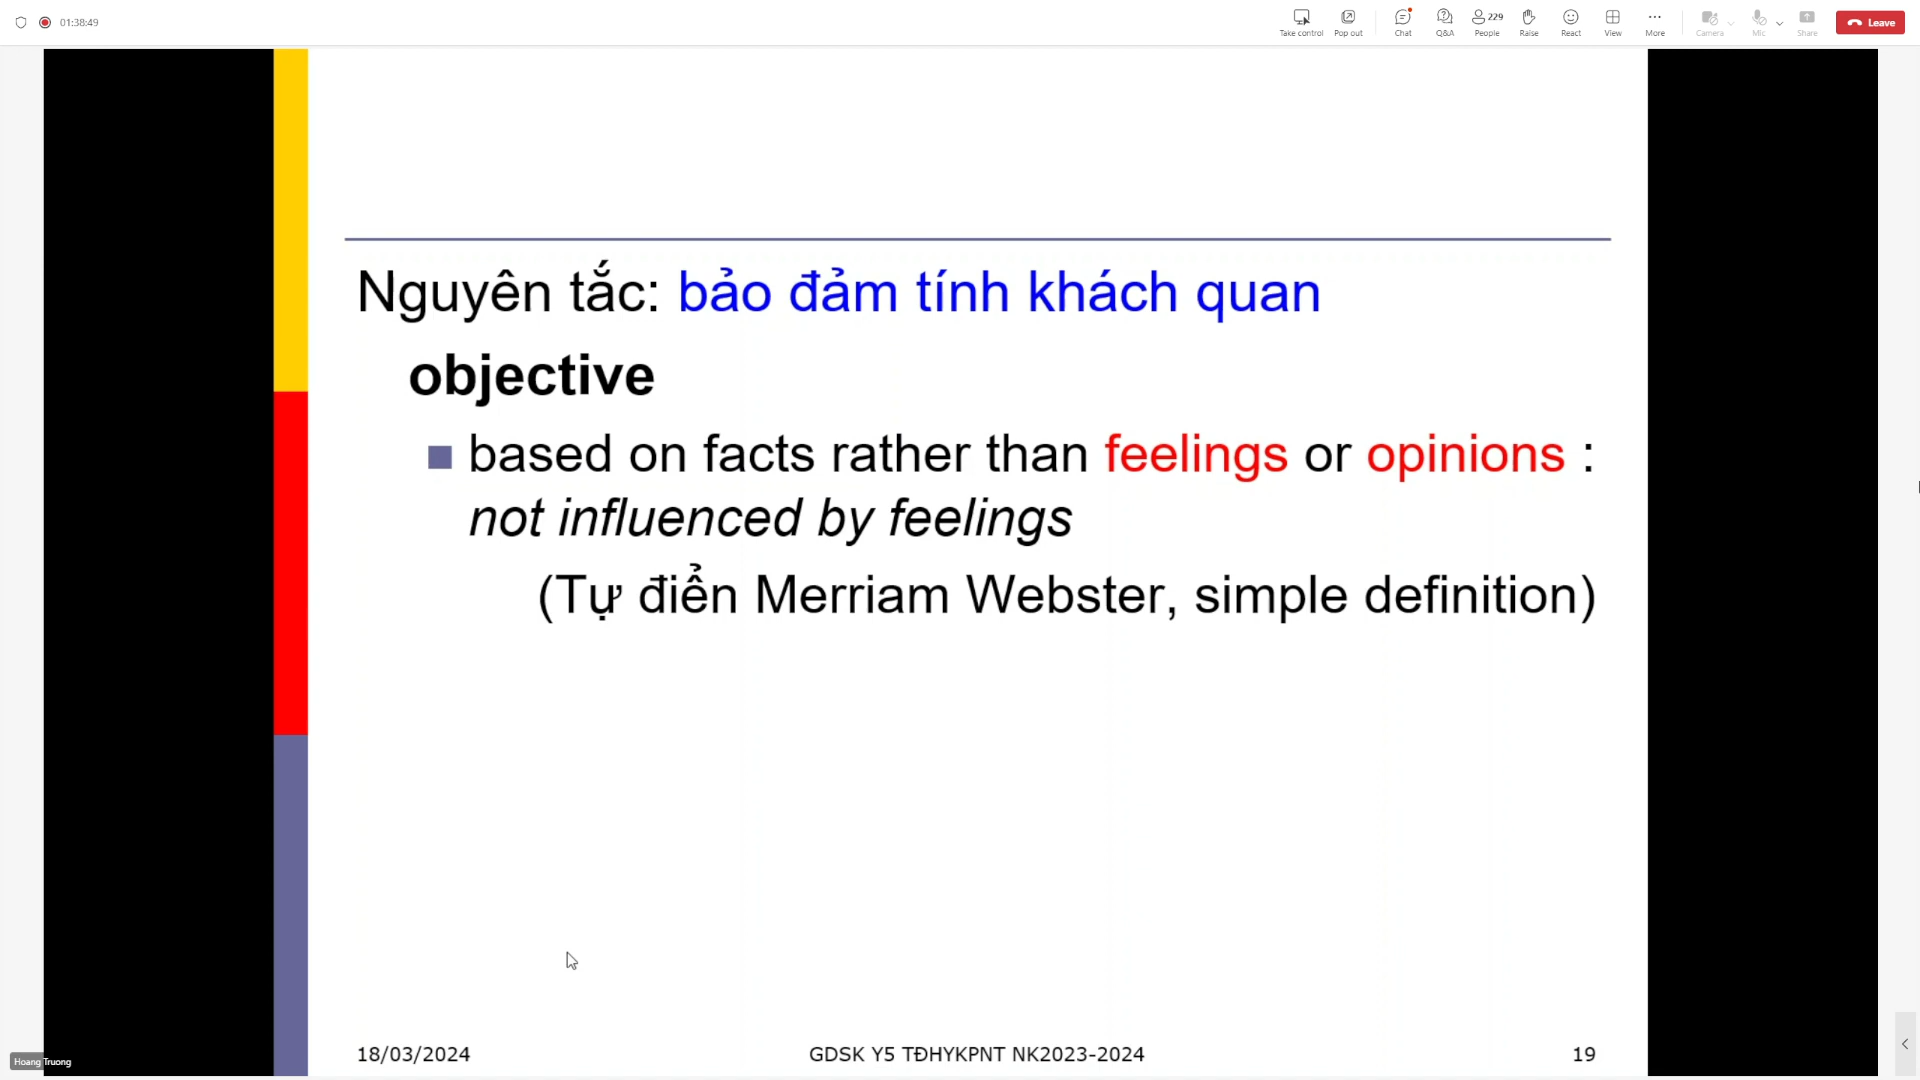 01:38:49
Take control
Pop out
Chat
Q&A
229
People
Raise
React
View
More
Camera
Mic
Share
Leave
Nguyên tắc: bảo đảm tính khách quan
objective
based on facts rather than feelings or opinions :
not influenced by feelings
(Tự điển Merriam Webster, simple definition)
18/03/2024
GDSK Y5 TĐHYKPNT NK2023-2024
19
Hoang Truong